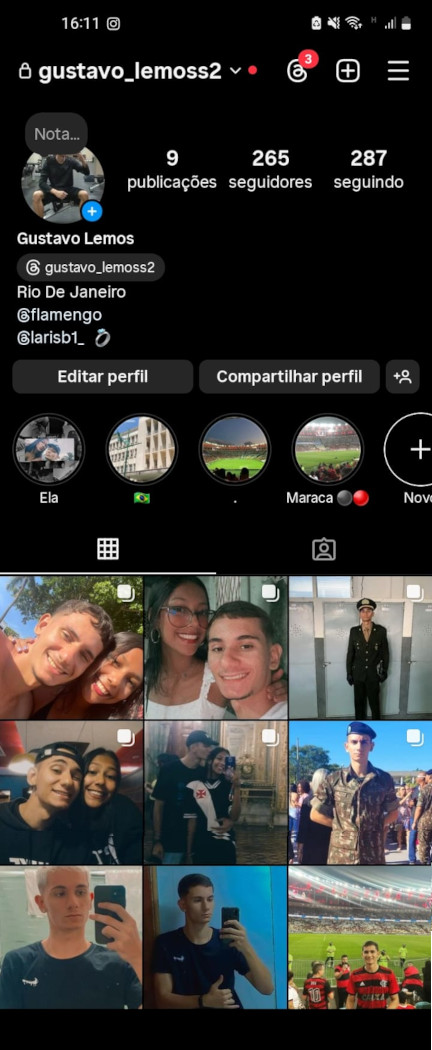 16:11
H
gustavo_lemoss2
3
Nota...
9 265 287
publicações seguidores seguindo
Gustavo Lemos
gustavo_lemoss2
Rio De Janeiro
@flamengo
@larisb1_ 💍
Editar perfil Compartilhar perfil
Ela 🇧🇷 . Maraca ⚫🔴 Novo